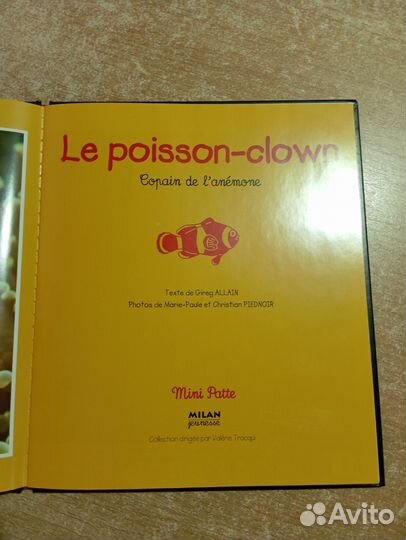 Le poisson-clown
Copain de l'anémone
Texte de Gireg ALLAIN
Photos de Marie-Paule et Christian PIEDNOIR
Mini Patte
MILAN
jeunesse
Collection dirigée par Valérie Tracqui
Avito